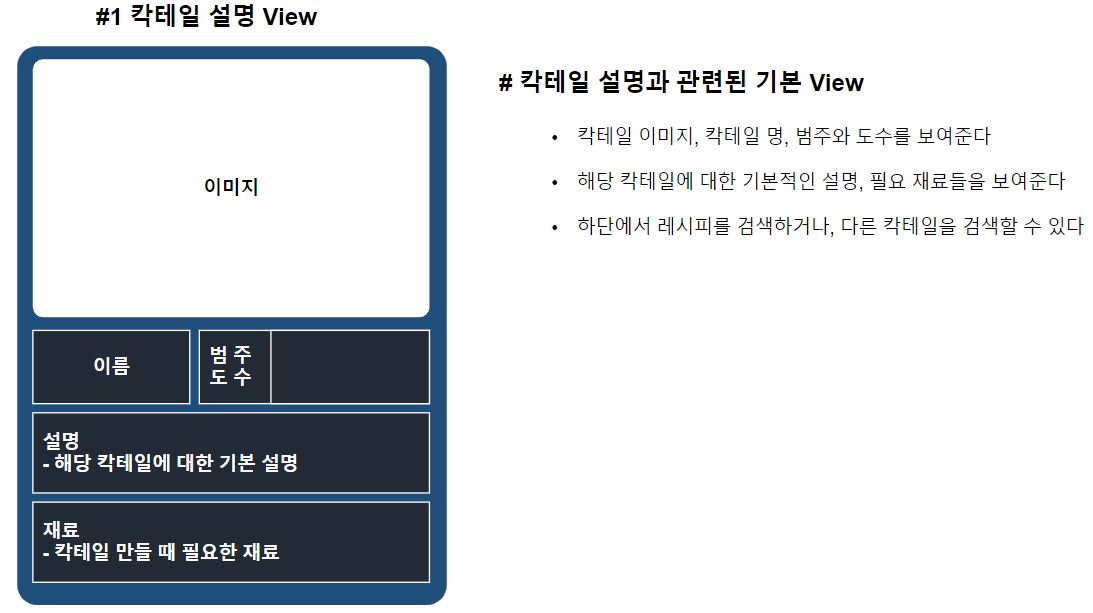 #1 칵테일 설명 View
이미지
이름
범 주
도 수
설명
- 해당 칵테일에 대한 기본 설명
재료
- 칵테일 만들 때 필요한 재료
# 칵테일 설명과 관련된 기본 View
• 칵테일 이미지, 칵테일 명, 범주와 도수를 보여준다
• 해당 칵테일에 대한 기본적인 설명, 필요 재료들을 보여준다
• 하단에서 레시피를 검색하거나, 다른 칵테일을 검색할 수 있다